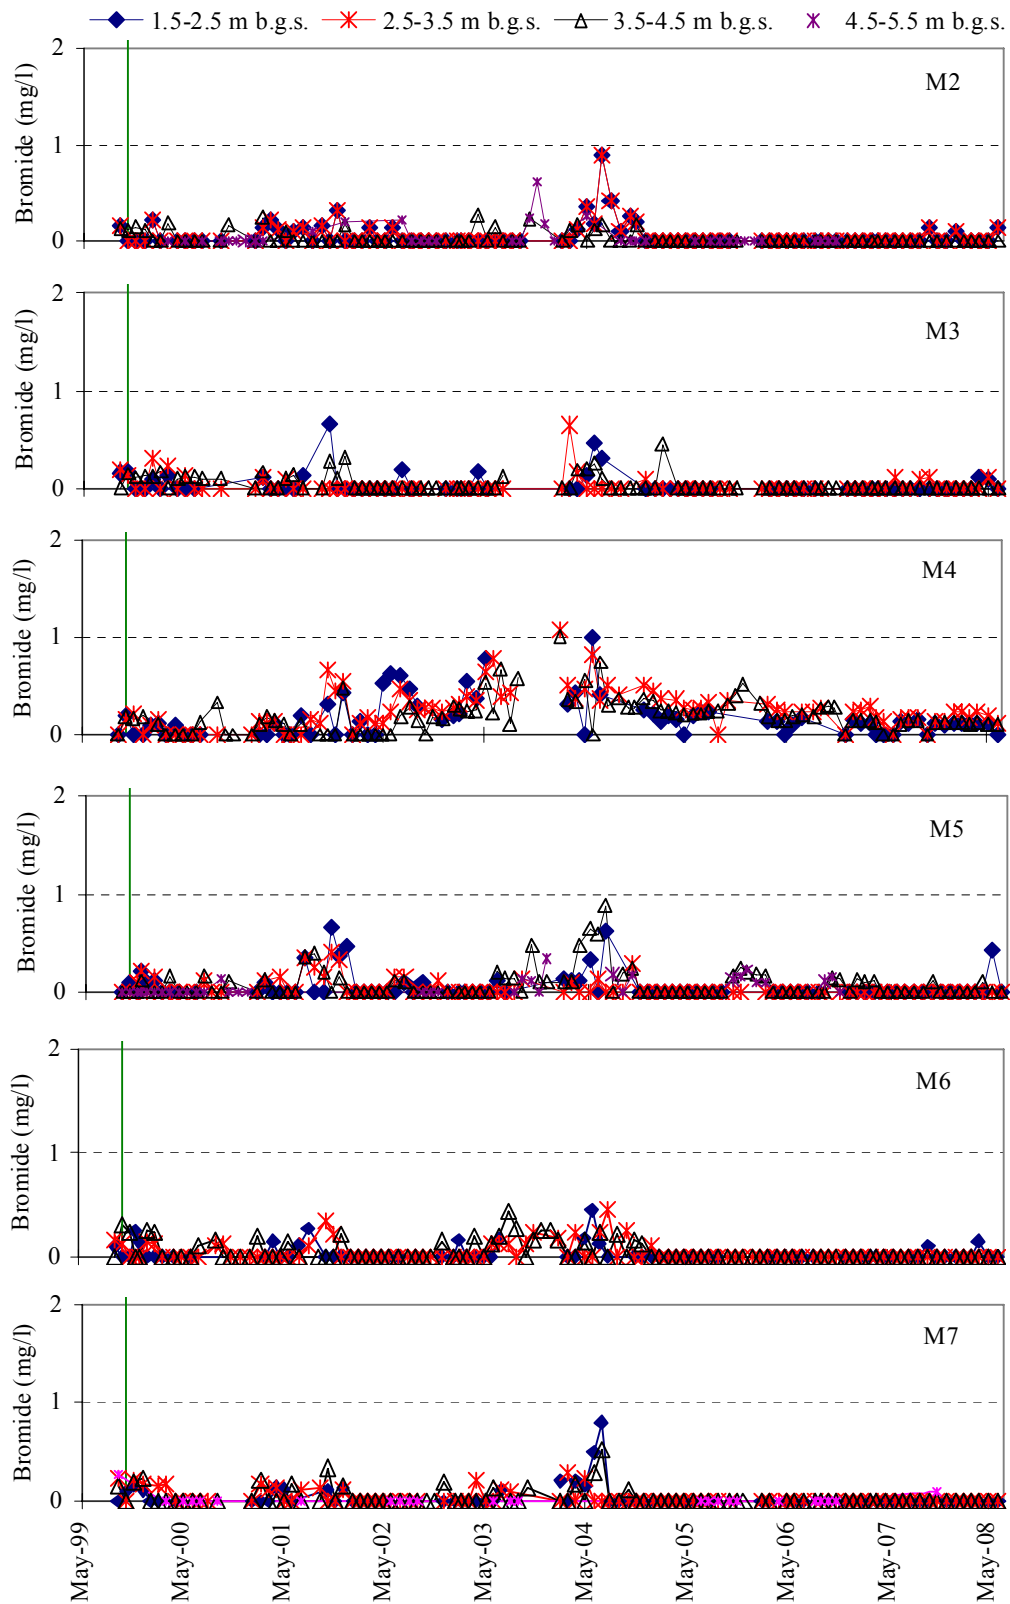 1.5-2.5 m b.g.s. 2.5-3.5 m b.g.s. 3.5-4.5 m b.g.s. 4.5-5.5 m b.g.s.
2
M2
Bromide (mg/l)
1
0
2
M3
Bromide (mg/l)
1
0
2
M4
Bromide (mg/l)
1
0
2
M5
Bromide (mg/l)
1
0
2
M6
Bromide (mg/l)
1
0
2
M7
Bromide (mg/l)
1
0
May-99 May-00 May-01 May-02 May-03 May-04 May-05 May-06 May-07 May-08